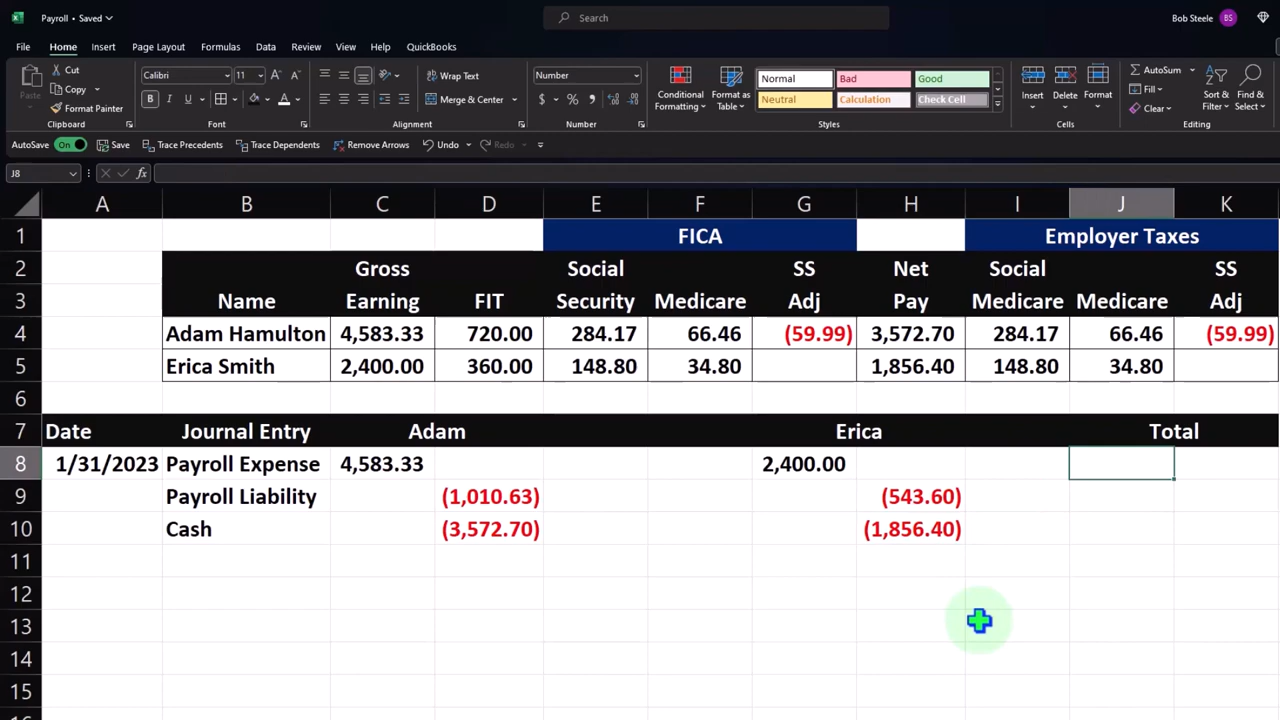 Payroll • Saved
Search
Bob Steele BS
File Home Insert Page Layout Formulas Data Review View Help QuickBooks
Paste
Cut
Copy
Format Painter
Clipboard
Calibri 11
B I U
Font
Wrap Text
Merge & Center
Alignment
Number
$ % ,
Number
Conditional Formatting
Format as Table
Normal Bad Good
Neutral Calculation Check Cell
Styles
Insert Delete Format
Cells
AutoSum
Fill
Clear
Sort & Filter
Find & Select
Editing
AutoSave On Save Trace Precedents Trace Dependents Remove Arrows Undo Redo
J8 fx
A B C D E F G H I J K
1 FICA Employer Taxes
2 Gross Social SS Net Social SS
3 Name Earning FIT Security Medicare Adj Pay Medicare Medicare Adj
4 Adam Hamulton 4,583.33 720.00 284.17 66.46 (59.99) 3,572.70 284.17 66.46 (59.99)
5 Erica Smith 2,400.00 360.00 148.80 34.80 1,856.40 148.80 34.80
6
7 Date Journal Entry Adam Erica Total
8 1/31/2023 Payroll Expense 4,583.33 2,400.00
9 Payroll Liability (1,010.63) (543.60)
10 Cash (3,572.70) (1,856.40)
11
12
13
14
15